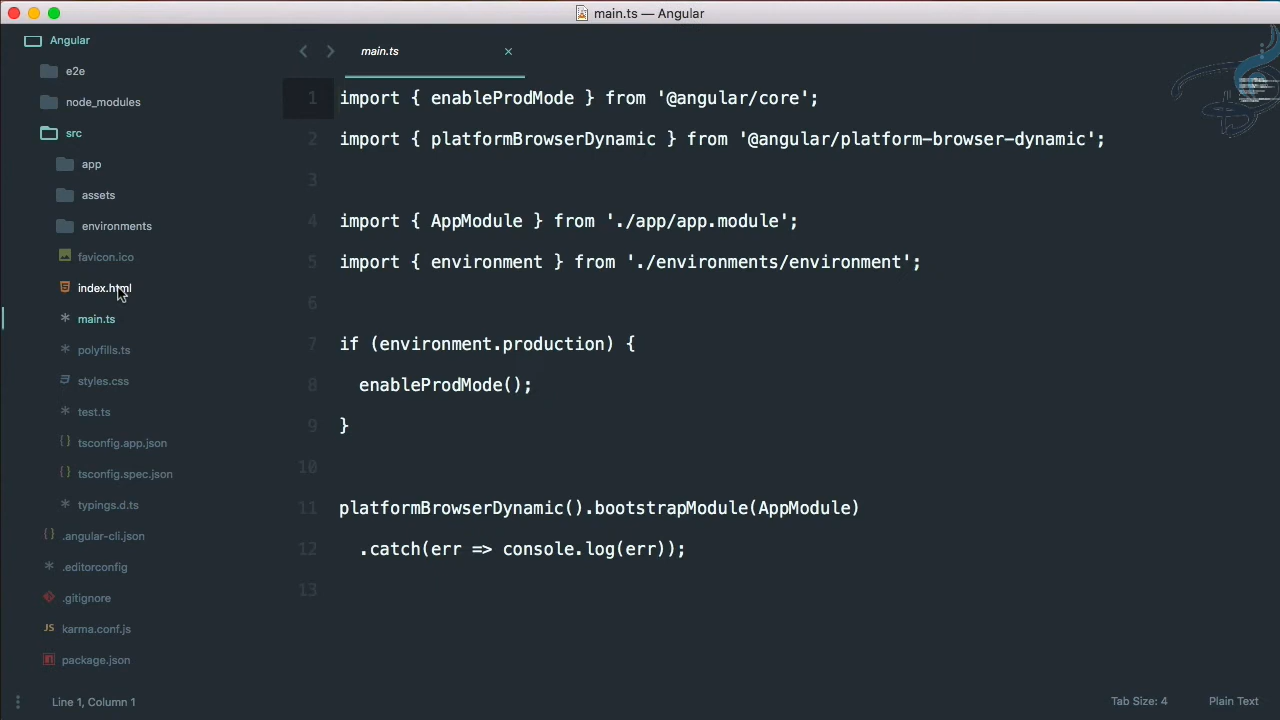 main.ts — Angular
Angular
e2e
node_modules
src
app
assets
environments
favicon.ico
index.html
main.ts
polyfills.ts
styles.css
test.ts
tsconfig.app.json
tsconfig.spec.json
typings.d.ts
.angular-cli.json
.editorconfig
.gitignore
JS karma.conf.js
package.json
main.ts ×
1 import { enableProdMode } from '@angular/core';
2 import { platformBrowserDynamic } from '@angular/platform-browser-dynamic';
3
4 import { AppModule } from './app/app.module';
5 import { environment } from './environments/environment';
6
7 if (environment.production) {
8   enableProdMode();
9 }
10
11 platformBrowserDynamic().bootstrapModule(AppModule)
12   .catch(err => console.log(err));
13
Line 1, Column 1
Tab Size: 4
Plain Text